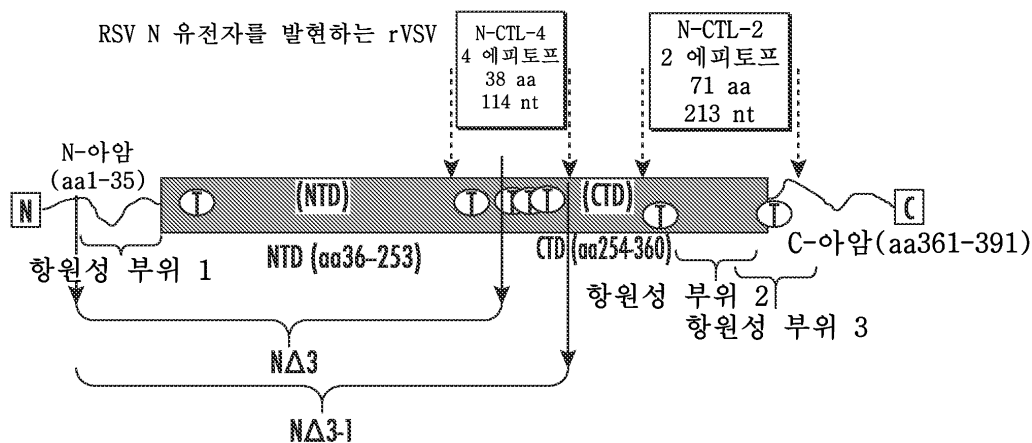 RSV N 유전자를 발현하는 rVSV
N-CTL-4
4 에피토프
38 aa
114 nt
N-CTL-2
2 에피토프
71 aa
213 nt
N-아암
(aa1-35)
N
T
(NTD)
T
T
T
T
(CTD)
T
T
C
NTD (aa36-253)
CTD (aa254-360)
C-아암(aa361-391)
항원성 부위 1
항원성 부위 2
항원성 부위 3
NΔ3
NΔ3-1